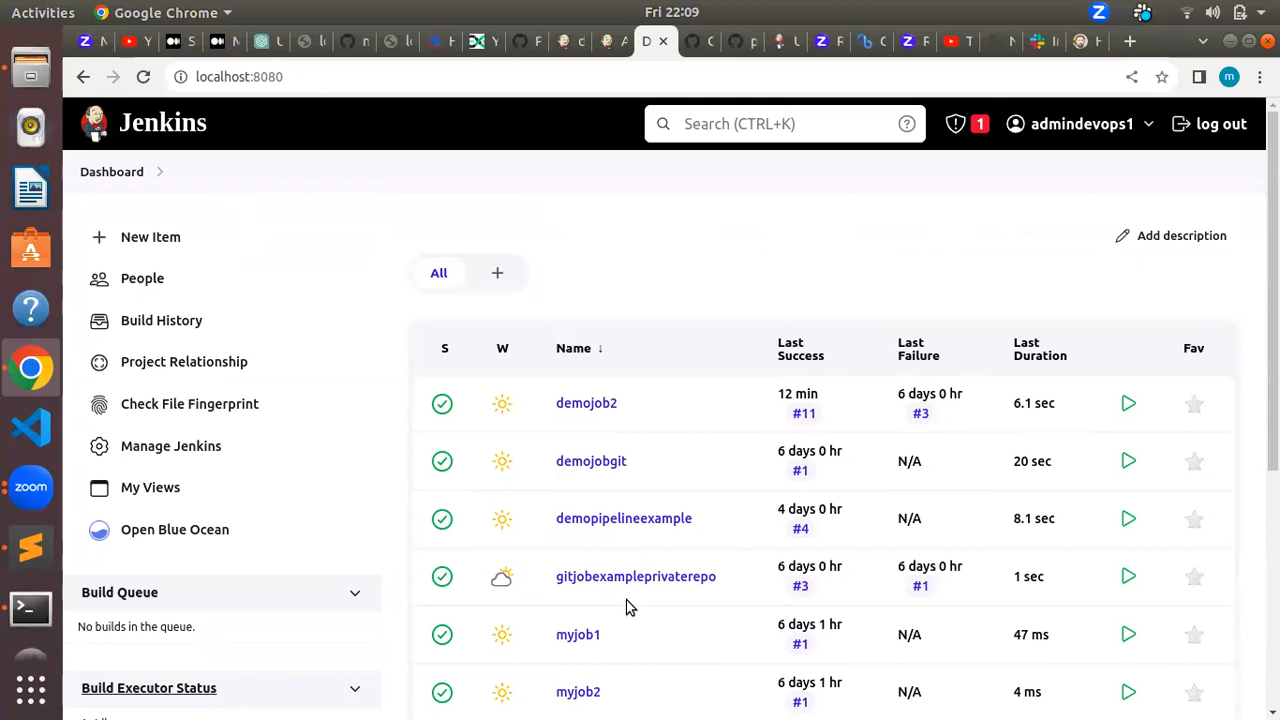 Activities Google Chrome Fri 22:09
D
localhost:8080 m
Jenkins Search (CTRL+K) ? 1 admindevops1 log out
Dashboard
New Item
People
Build History
Project Relationship
Check File Fingerprint
Manage Jenkins
My Views
Open Blue Ocean
Build Queue
No builds in the queue.
Build Executor Status
Add description
All +
S W Name ↓ Last Success Last Failure Last Duration Fav
demojob2 12 min #11 6 days 0 hr #3 6.1 sec
demojobgit 6 days 0 hr #1 N/A 20 sec
demopipelineexample 4 days 0 hr #4 N/A 8.1 sec
gitjobexampleprivaterepo 6 days 0 hr #3 6 days 0 hr #1 1 sec
myjob1 6 days 1 hr #1 N/A 47 ms
myjob2 6 days 1 hr #1 N/A 4 ms
zoom